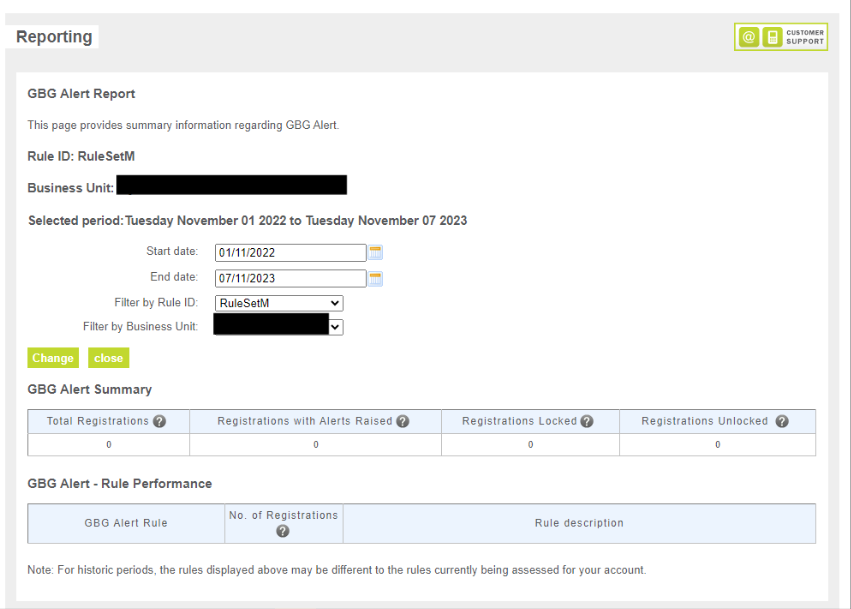 Reporting
@ CUSTOMER
SUPPORT
GBG Alert Report
This page provides summary information regarding GBG Alert.
Rule ID: RuleSetM
Business Unit:
Selected period:Tuesday November 01 2022 to Tuesday November 07 2023
Start date: 01/11/2022
End date: 07/11/2023
Filter by Rule ID: RuleSetM
Filter by Business Unit:
Change close
GBG Alert Summary
Total Registrations ? Registrations with Alerts Raised ? Registrations Locked ? Registrations Unlocked ?
0 0 0 0
GBG Alert - Rule Performance
GBG Alert Rule No. of Registrations ? Rule description
Note: For historic periods, the rules displayed above may be different to the rules currently being assessed for your account.